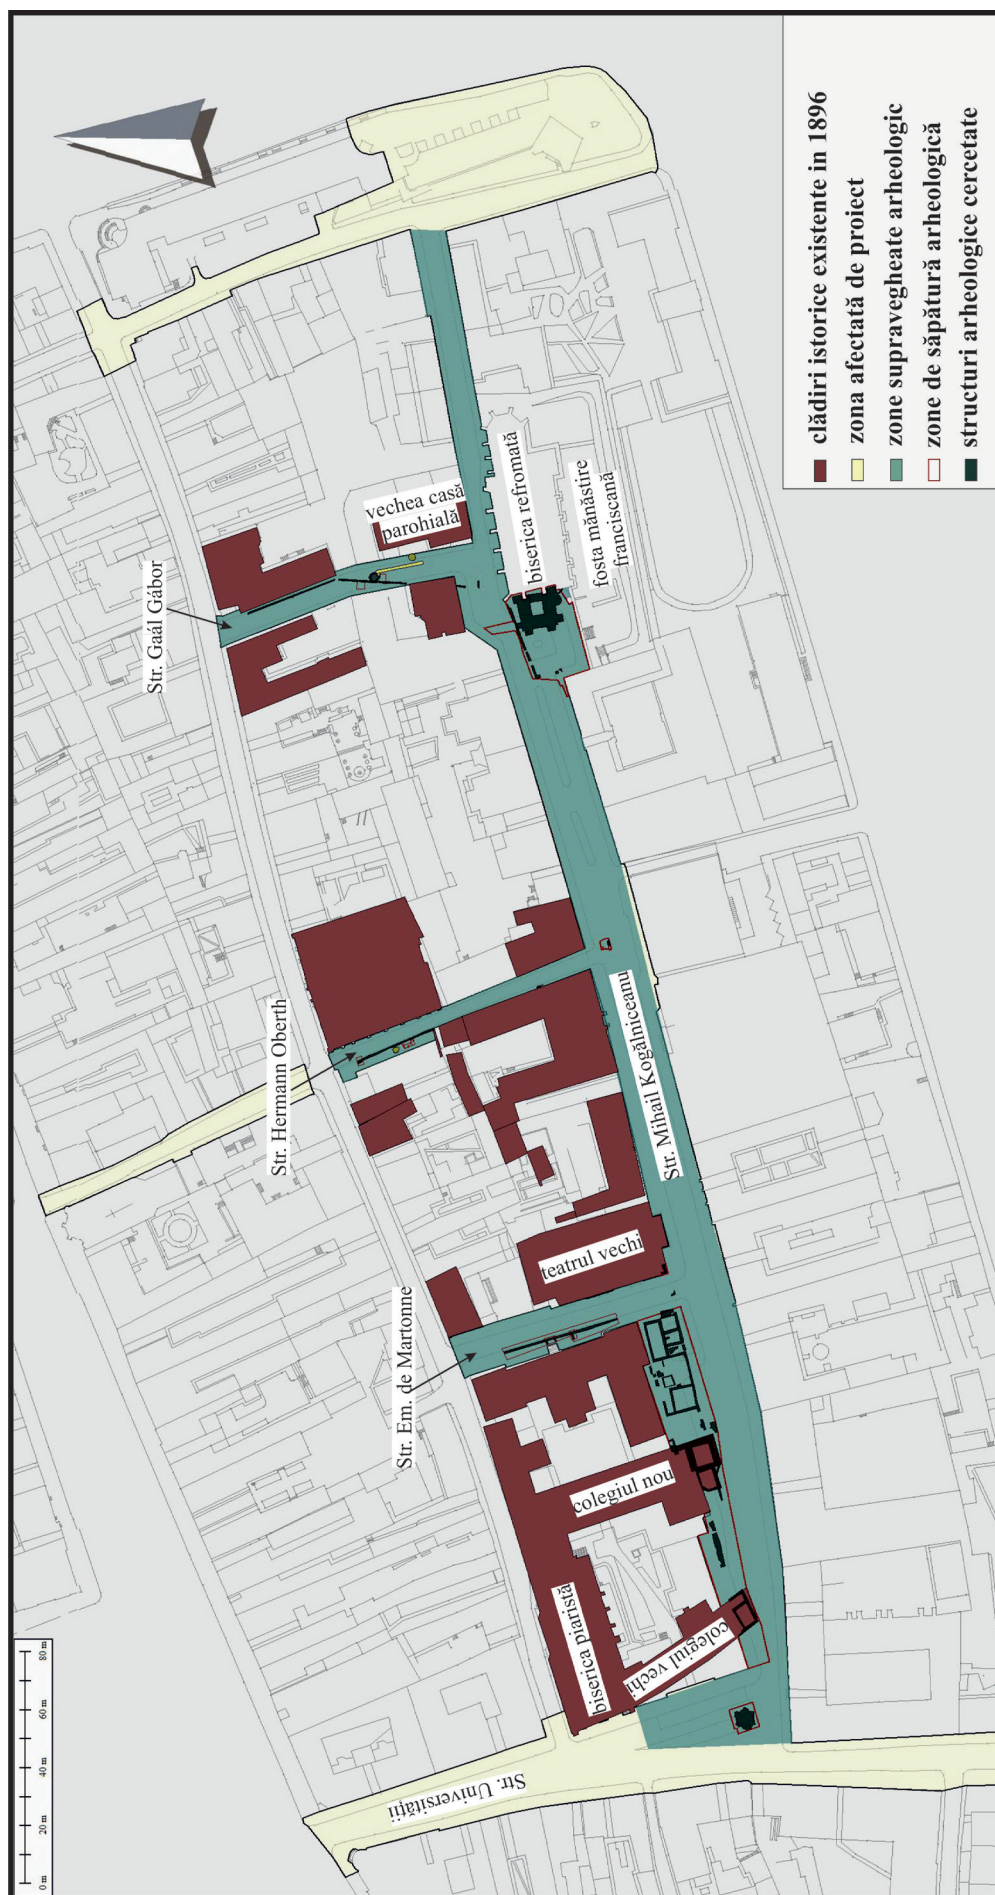 clădiri istorice existente in 1896
zona afectată de proiect
zone supravegheate arheologic
zone de săpătură arheologică
structuri arheologice cercetate
Str. Gaál Gábor
vechea casă
parohială
biserica refromată
fosta mănăstire
franciscană
Str. Hermann Oberth
Str. Mihail Kogălniceanu
teatrul vechi
Str. Em. de Martonne
colegiul nou
biserica piaristă
colegiul vechi
Str. Universității
0 m
20 m
40 m
60 m
80 m